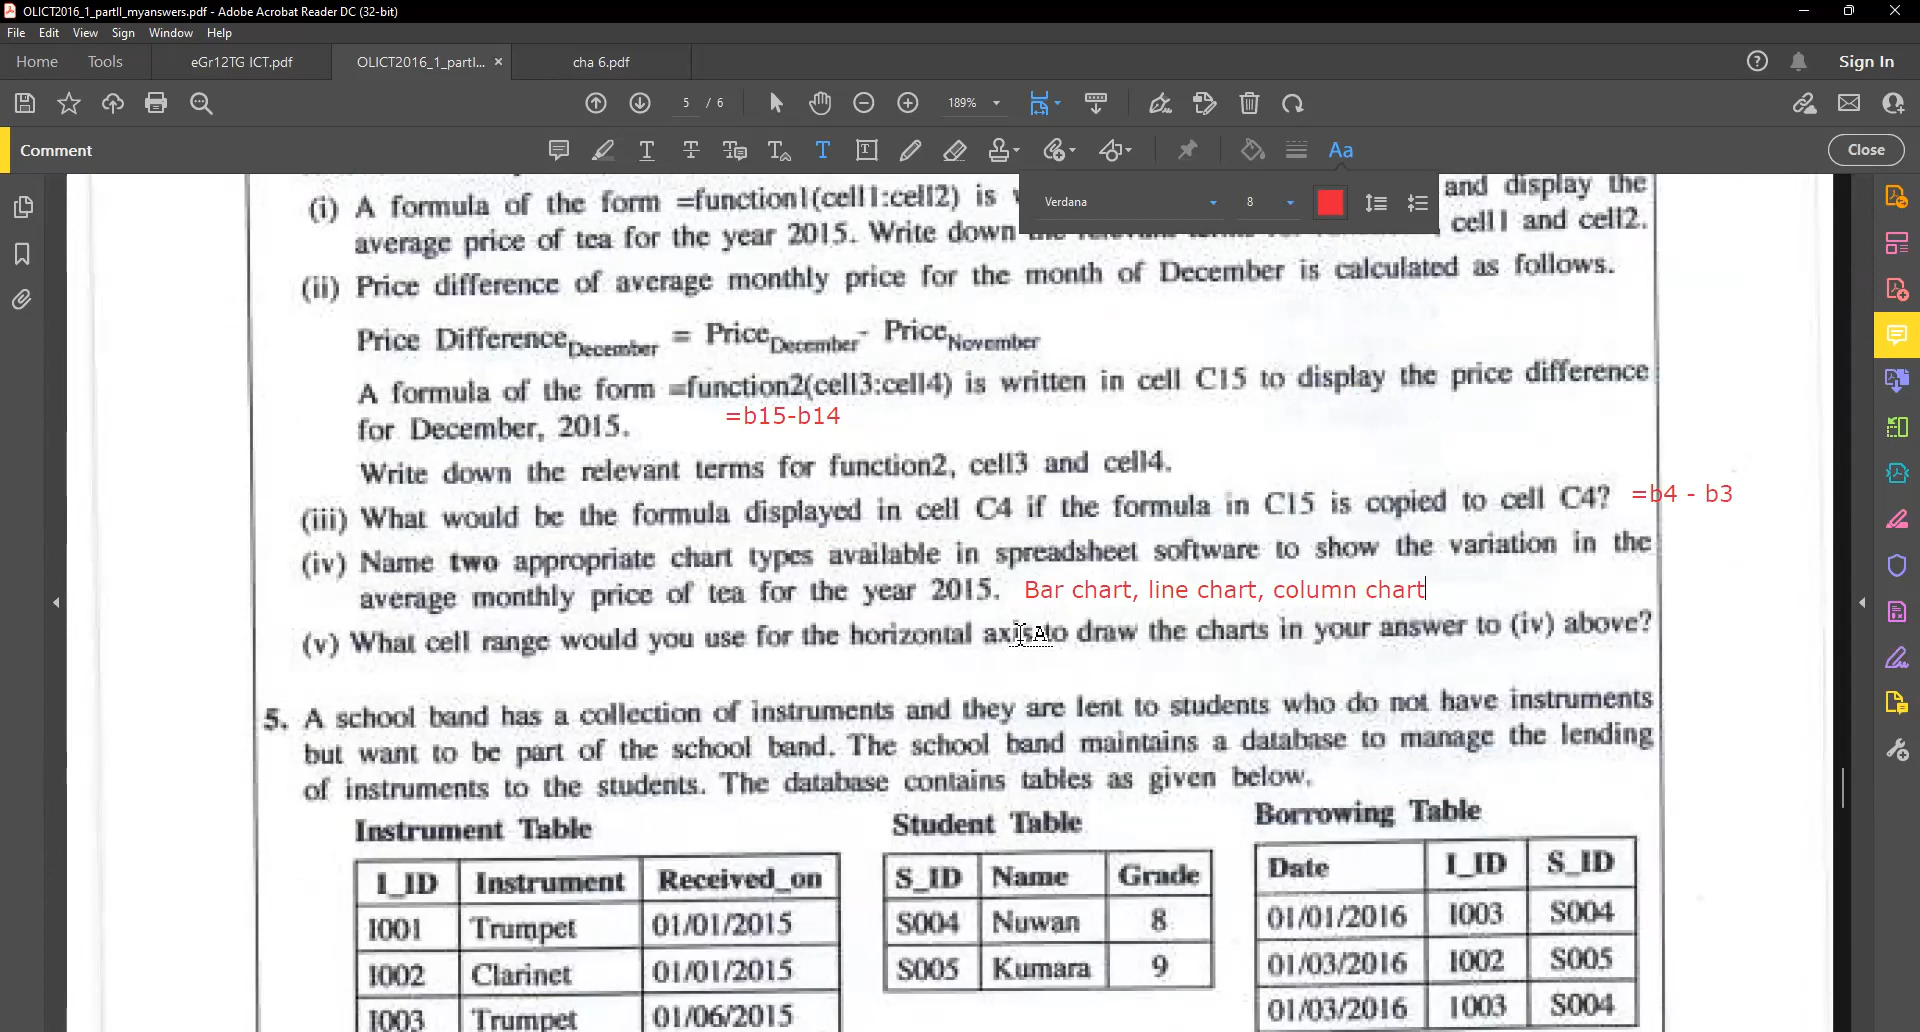 OLICT2016_1_partII_myanswers.pdf - Adobe Acrobat Reader DC (32-bit)
File Edit View Sign Window Help
Home Tools eGr12TG ICT.pdf OLICT2016_1_partI... × cha 6.pdf Sign In
5 / 6 189%
Comment Close
Verdana 8
(i) A formula of the form =function1(cell1:cell2) is and display the
average price of tea for the year 2015. Write down cell1 and cell2.
(ii) Price difference of average monthly price for the month of December is calculated as follows.
Price Difference December = Price December - Price November
A formula of the form =function2(cell3:cell4) is written in cell C15 to display the price difference
=b15-b14
for December, 2015.
Write down the relevant terms for function2, cell3 and cell4.
(iii) What would be the formula displayed in cell C4 if the formula in C15 is copied to cell C4? =b4 - b3
(iv) Name two appropriate chart types available in spreadsheet software to show the variation in the
average monthly price of tea for the year 2015. Bar chart, line chart, column chart
(v) What cell range would you use for the horizontal axis to draw the charts in your answer to (iv) above?
5. A school band has a collection of instruments and they are lent to students who do not have instruments
but want to be part of the school band. The school band maintains a database to manage the lending
of instruments to the students. The database contains tables as given below.
Instrument Table Student Table Borrowing Table
I_ID Instrument Received_on S_ID Name Grade Date I_ID S_ID
I001 Trumpet 01/01/2015 S004 Nuwan 8 01/01/2016 I003 S004
I002 Clarinet 01/01/2015 S005 Kumara 9 01/03/2016 I002 S005
I003 Trumpet 01/06/2015 01/03/2016 I003 S004